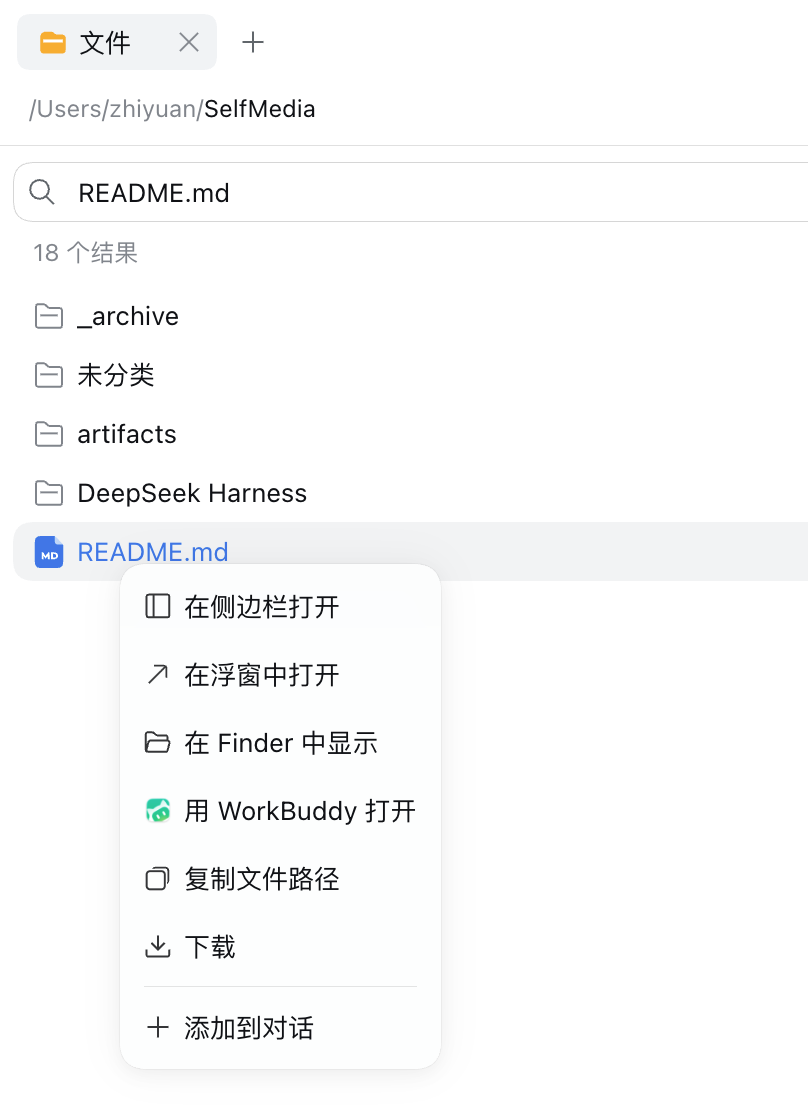 文件
/Users/zhiyuan/SelfMedia
README.md
18 个结果
_archive
未分类
artifacts
DeepSeek Harness
MD README.md
在侧边栏打开
在浮窗中打开
在 Finder 中显示
用 WorkBuddy 打开
复制文件路径
下载
添加到对话